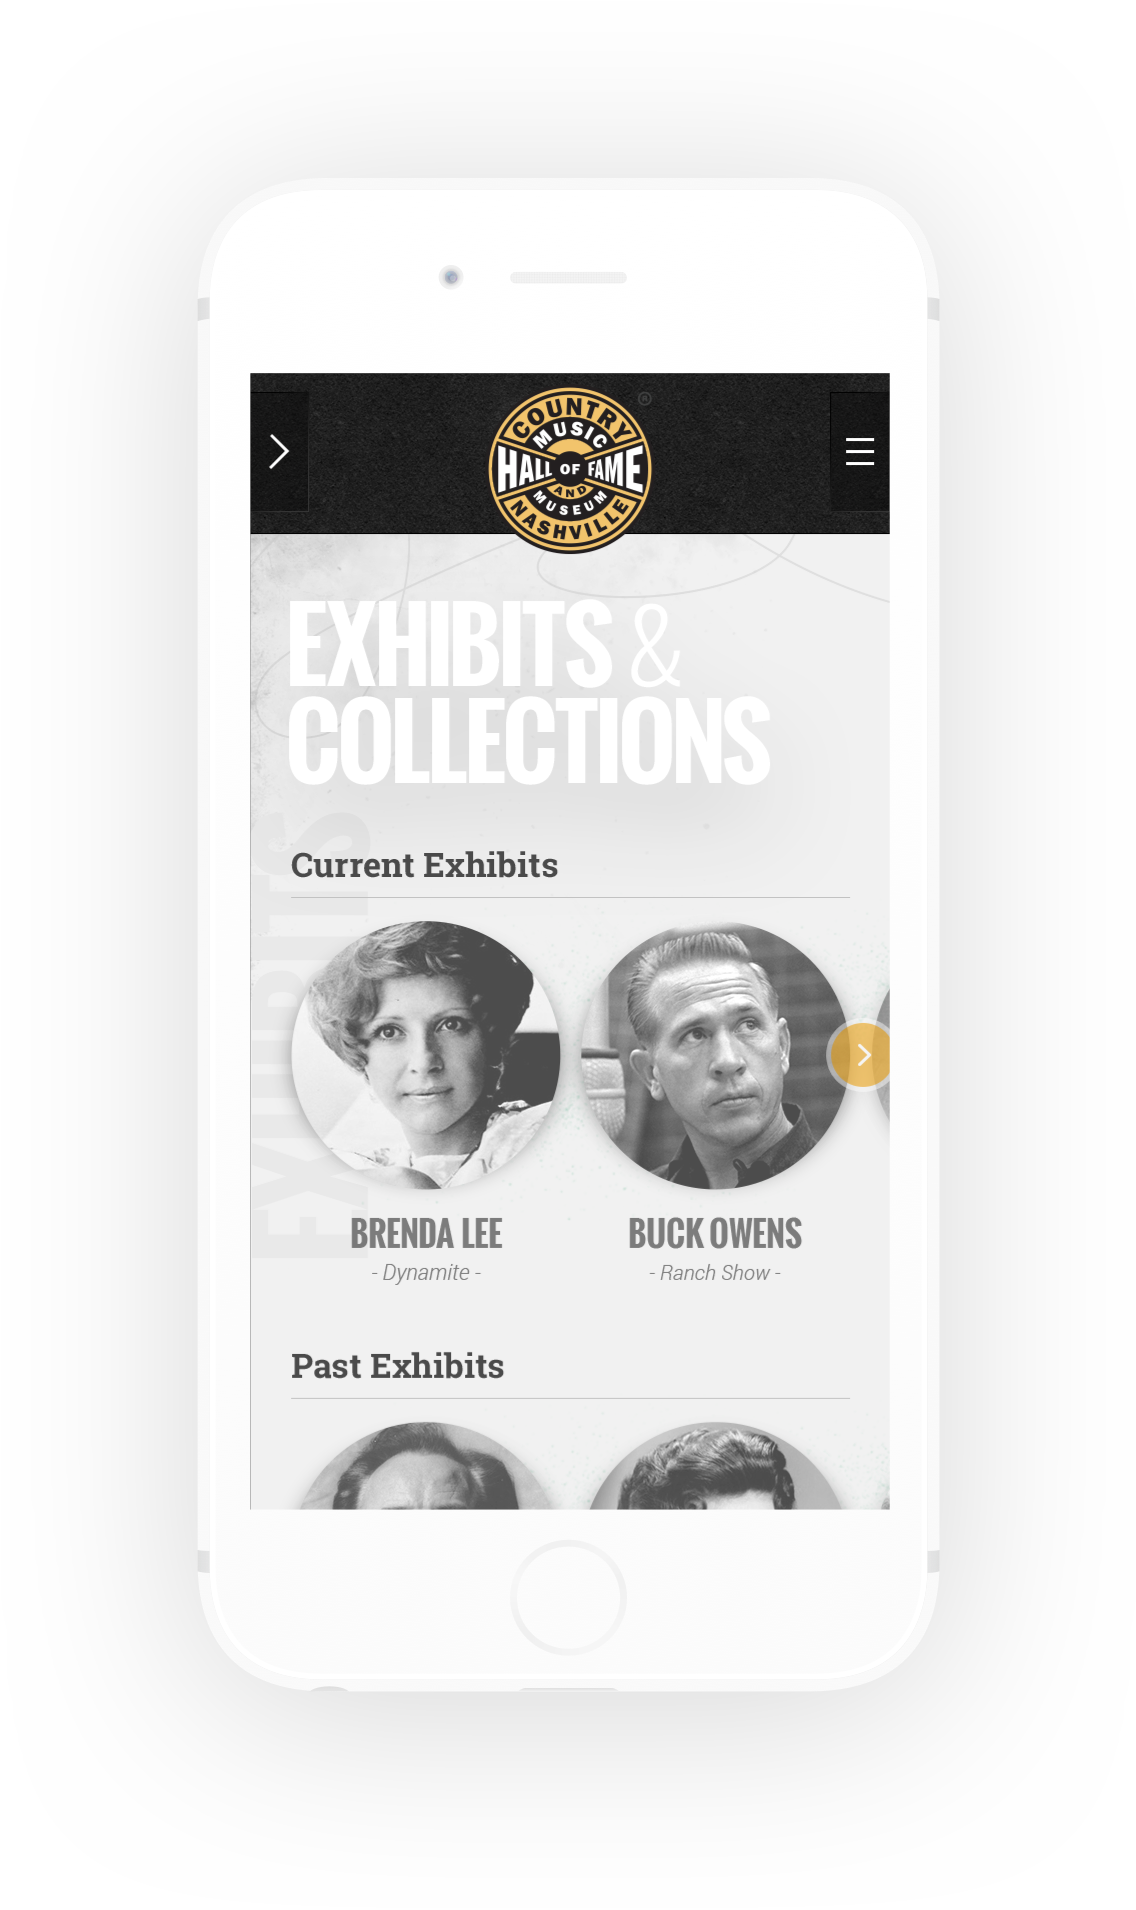 COUNTRY
MUSIC
HALL OF FAME
AND
MUSEUM
NASHVILLE
®
EXHIBITS &
COLLECTIONS
EXHIBITS
Current Exhibits
BRENDA LEE
- Dynamite -
BUCK OWENS
- Ranch Show -
Past Exhibits